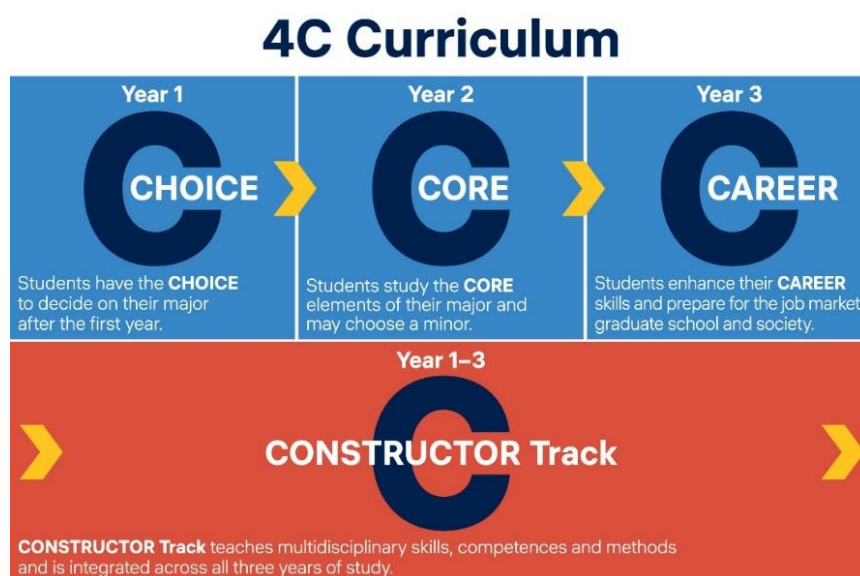 4C Curriculum
Year 1
CHOICE
Students have the CHOICE
to decide on their major
after the first year.
Year 2
CORE
Students study the CORE
elements of their major and
may choose a minor.
Year 3
CAREER
Students enhance their CAREER
skills and prepare for the job market,
graduate school and society.
Year 1–3
CONSTRUCTOR Track
CONSTRUCTOR Track teaches multidisciplinary skills, competences and methods
and is integrated across all three years of study.